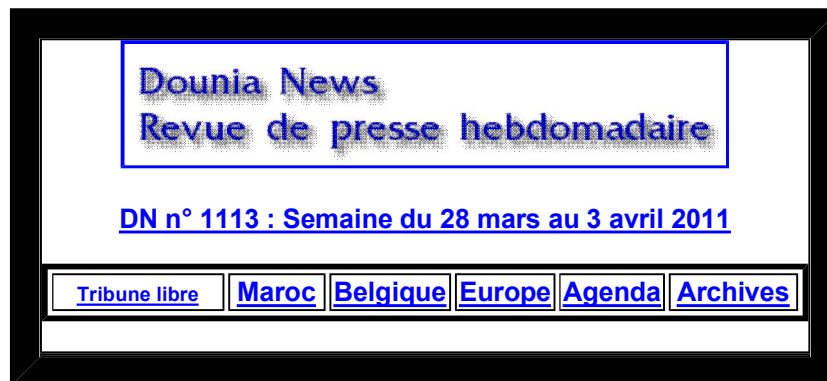 Dounia News
Revue de presse hebdomadaire
DN n° 1113 : Semaine du 28 mars au 3 avril 2011
Tribune libre Maroc Belgique Europe Agenda Archives